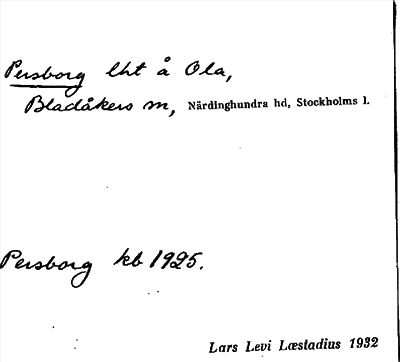 Persborg lht å Ola,
Bladåkers sn, Närdinghundra hd, Stockholms l.
Persborg kb 1925.
Lars Levi Læstadius 1932